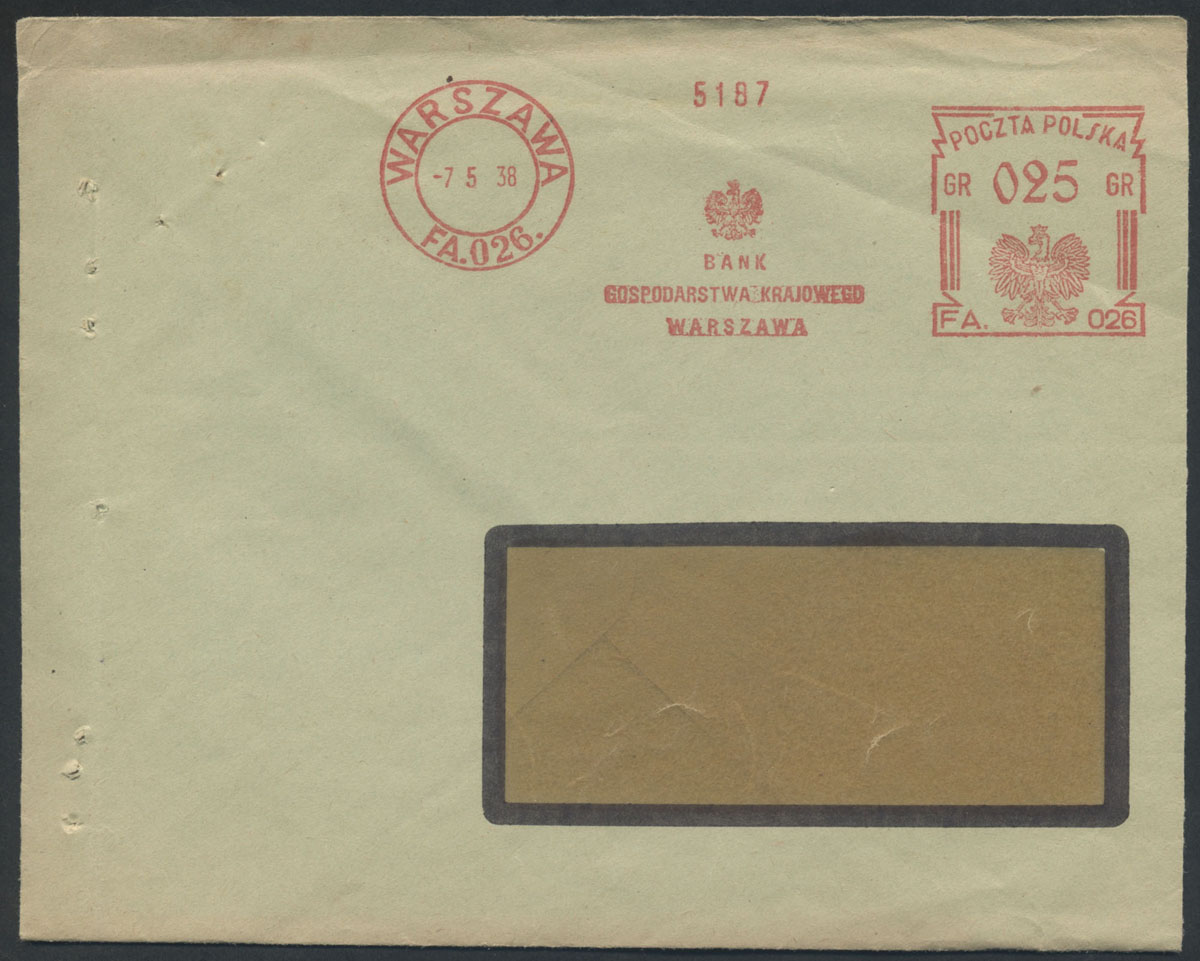 WARSZAWA
-7 5 38
FA.026.
5187
BANK
GOSPODARSTWA KRAJOWEGO
WARSZAWA
POCZTA POLSKA
GR 025 GR
FA. 026